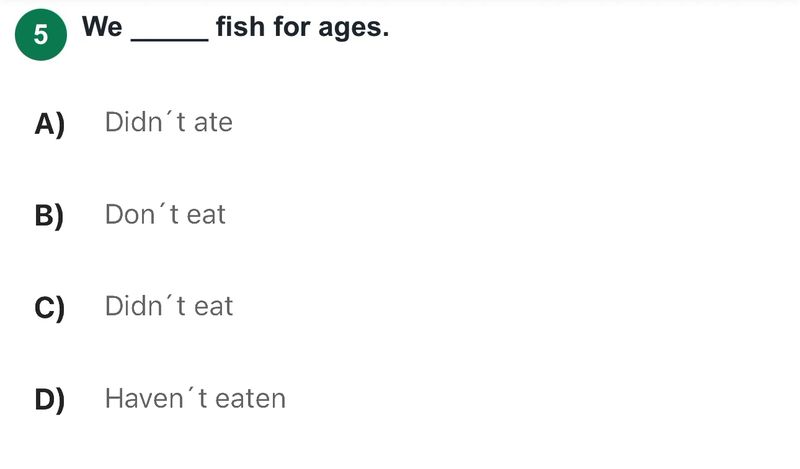 5 We _____ fish for ages.
A) Didn´t ate
B) Don´t eat
C) Didn´t eat
D) Haven´t eaten